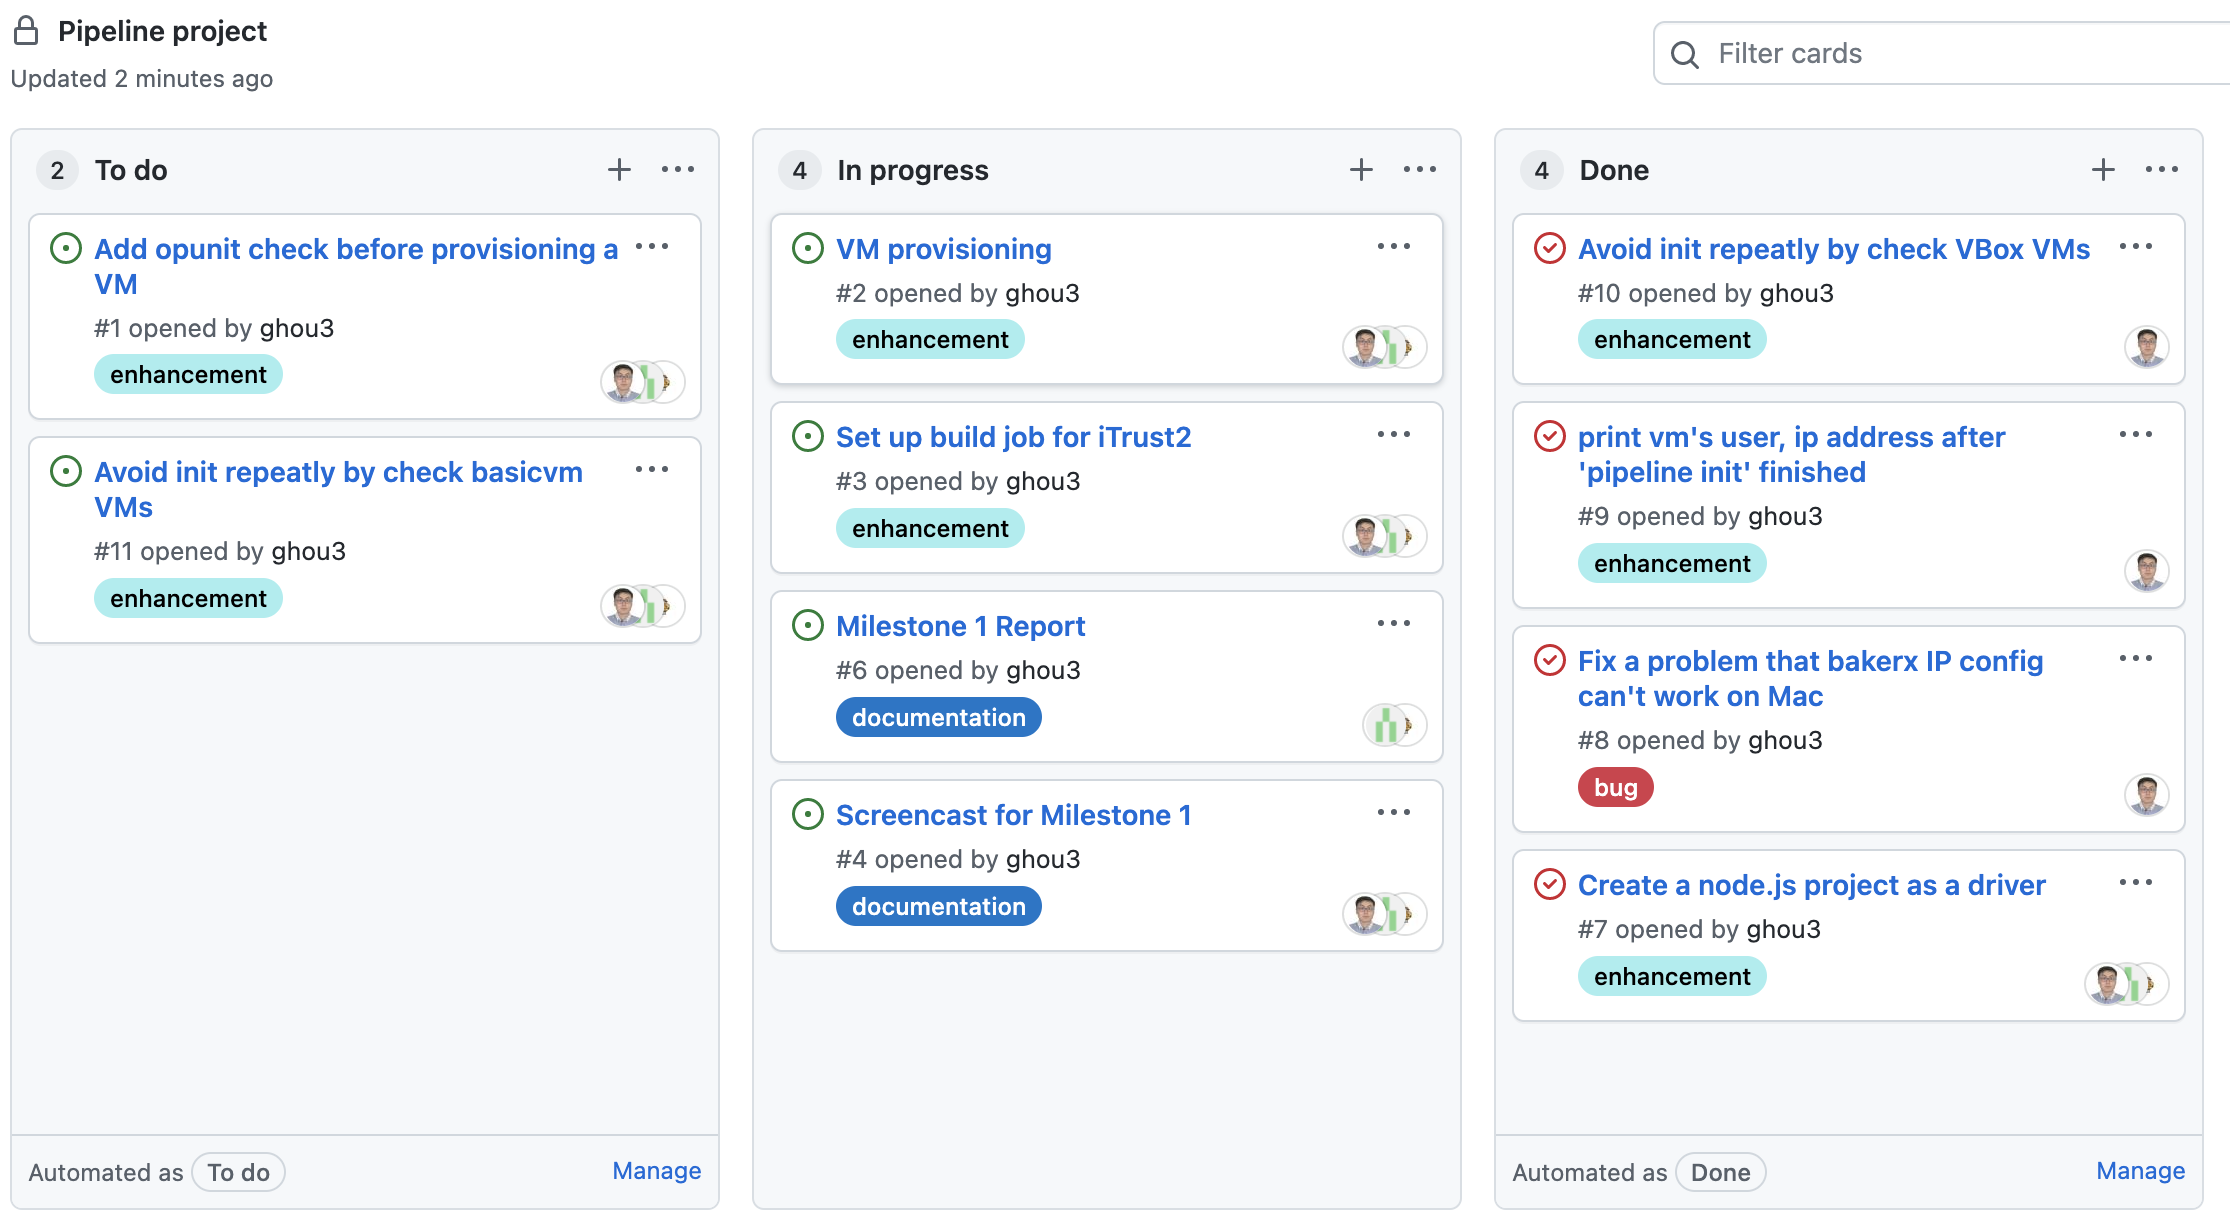 Pipeline project
Updated 2 minutes ago
Filter cards
2 To do
Add opunit check before provisioning a
VM
#1 opened by ghou3
enhancement
Avoid init repeatly by check basicvm
VMs
#11 opened by ghou3
enhancement
Automated as To do
Manage
4 In progress
VM provisioning
#2 opened by ghou3
enhancement
Set up build job for iTrust2
#3 opened by ghou3
enhancement
Milestone 1 Report
#6 opened by ghou3
documentation
Screencast for Milestone 1
#4 opened by ghou3
documentation
4 Done
Avoid init repeatly by check VBox VMs
#10 opened by ghou3
enhancement
print vm's user, ip address after
'pipeline init' finished
#9 opened by ghou3
enhancement
Fix a problem that bakerx IP config
can't work on Mac
#8 opened by ghou3
bug
Create a node.js project as a driver
#7 opened by ghou3
enhancement
Automated as Done
Manage